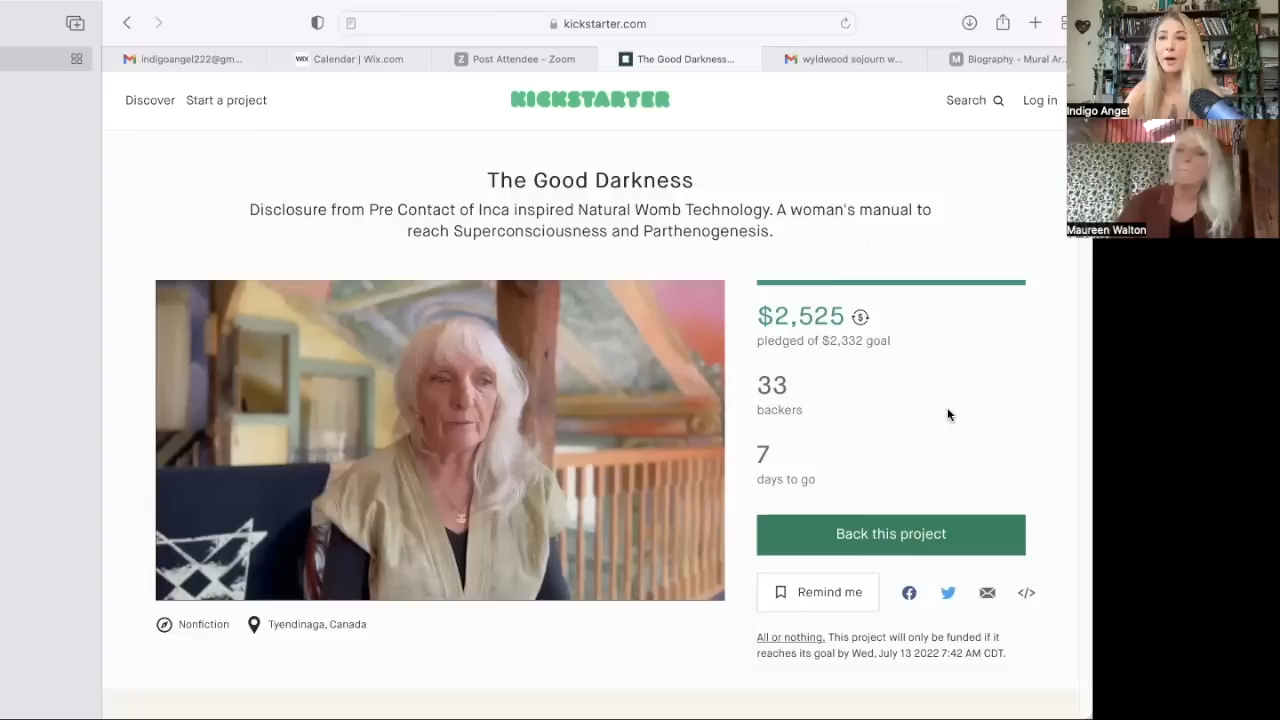 kickstarter.com
indigoangel222@gm...
WIX Calendar | Wix.com
Z Post Attendee - Zoom
The Good Darkness...
wyldwood sojourn w...
M Biography - Mural Ar...
Discover
Start a project
KICKSTARTER
Search
Log in
Indigo Angel
Maureen Walton
The Good Darkness
Disclosure from Pre Contact of Inca inspired Natural Womb Technology. A woman's manual to
reach Superconsciousness and Parthenogenesis.
$2,525
pledged of $2,332 goal
33
backers
7
days to go
Back this project
Remind me
Nonfiction
Tyendinaga, Canada
All or nothing. This project will only be funded if it
reaches its goal by Wed, July 13 2022 7:42 AM CDT.